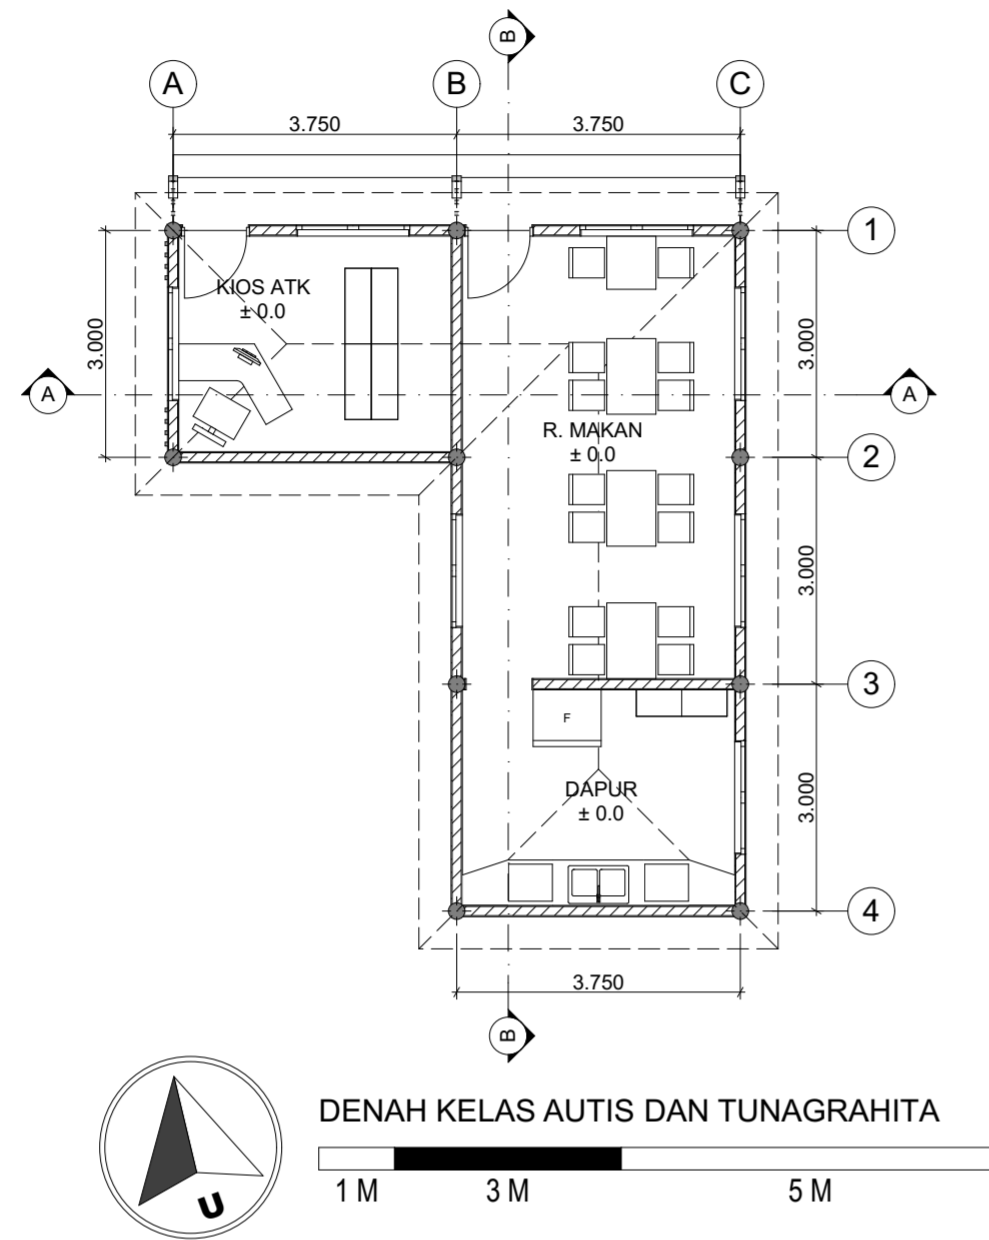 B
A
B
C
3.750
3.750
1
KIOS ATK
± 0.0
3.000
3.000
A
A
R. MAKAN
± 0.0
2
3.000
3
F
DAPUR
± 0.0
3.000
4
3.750
B
U
DENAH KELAS AUTIS DAN TUNAGRAHITA
1 M
3 M
5 M